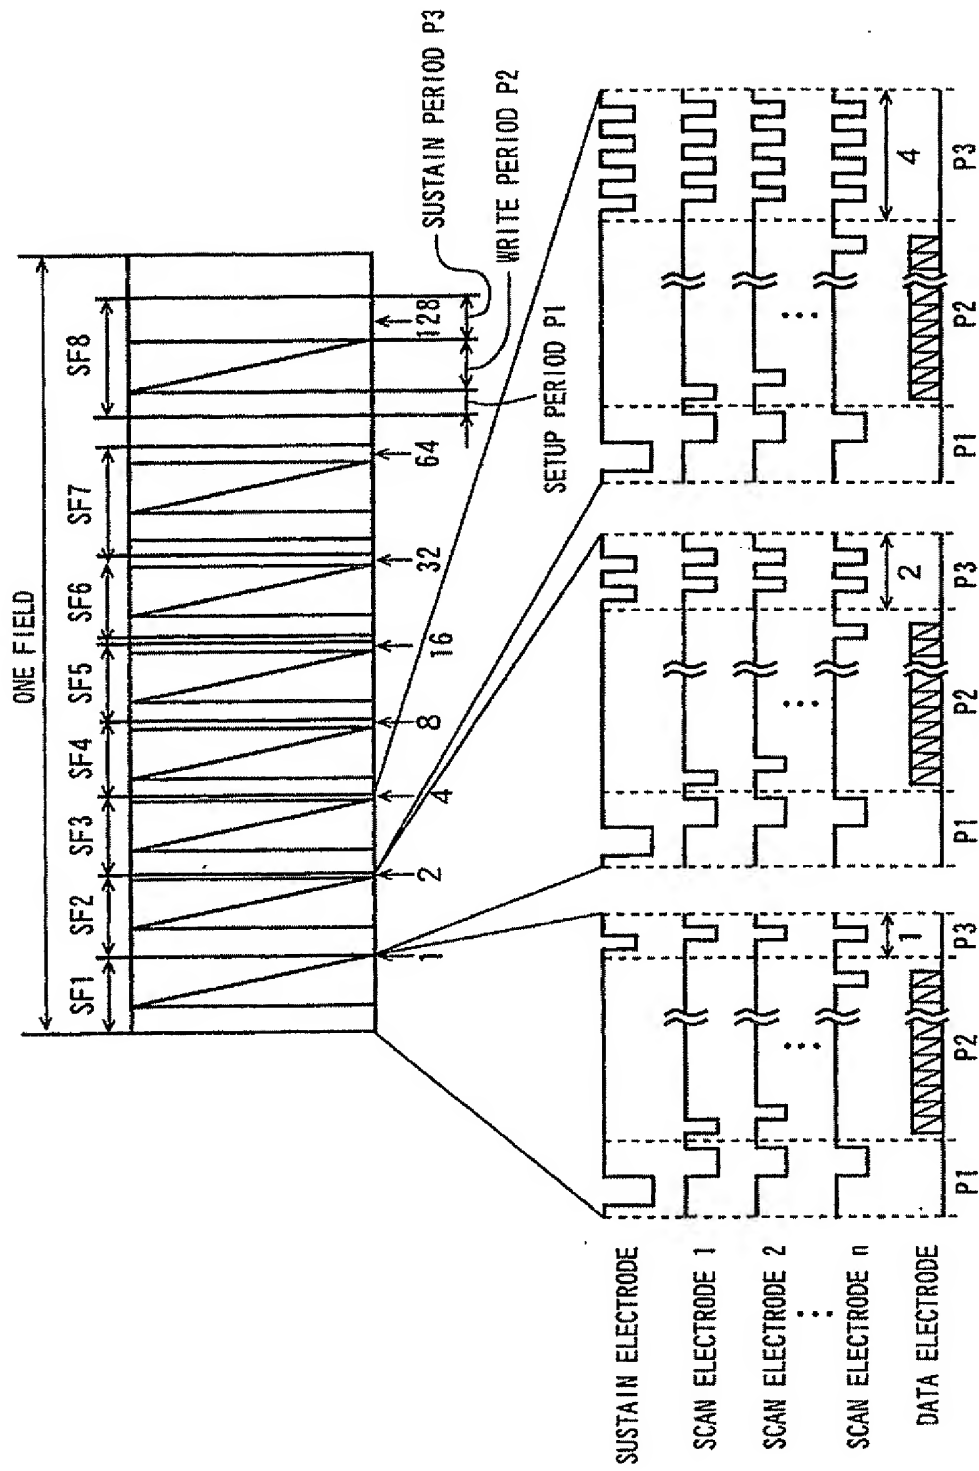 ONE FIELD
SF1 SF2 SF3 SF4 SF5 SF6 SF7 SF8
1 2 4 8 16 32 64 128
SUSTAIN PERIOD P3
WRITE PERIOD P2
SETUP PERIOD P1
SUSTAIN ELECTRODE
SCAN ELECTRODE 1
SCAN ELECTRODE 2
...
...
...
...
SCAN ELECTRODE n
1 2 4
DATA ELECTRODE
P1 P2 P3 P1 P2 P3 P1 P2 P3